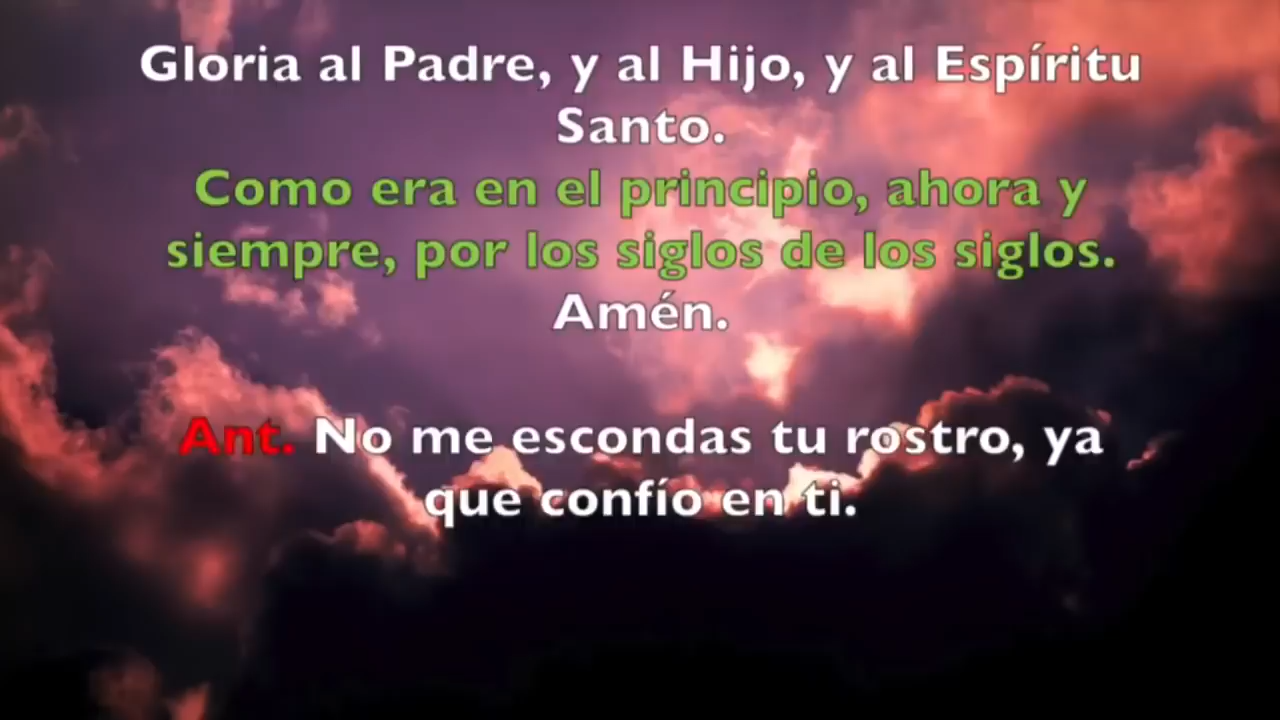 Gloria al Padre, y al Hijo, y al Espíritu
Santo.
Como era en el principio, ahora y
siempre, por los siglos de los siglos.
Amén.
Ant. No me escondas tu rostro, ya
que confío en ti.